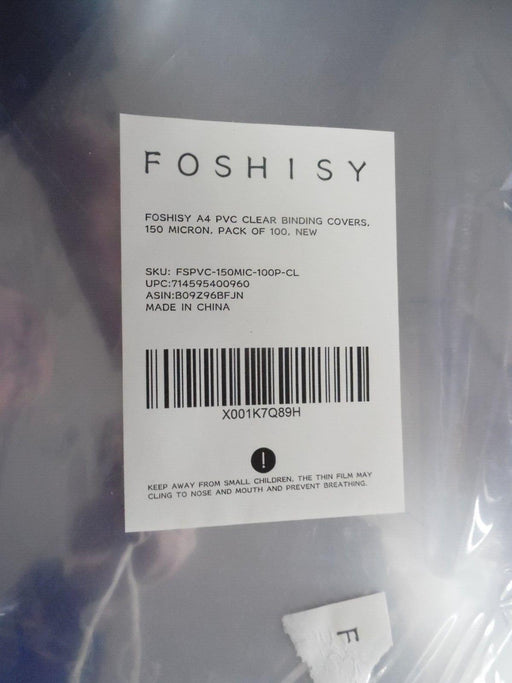 FOSHISY
FOSHISY A4 PVC CLEAR BINDING COVERS,
150 MICRON, PACK OF 100, NEW
SKU: FSPVC-150MIC-100P-CL
UPC:714595400960
ASIN:B09Z96BFJN
MADE IN CHINA
X001K7Q89H
!
KEEP AWAY FROM SMALL CHILDREN. THE THIN FILM MAY
CLING TO NOSE AND MOUTH AND PREVENT BREATHING.
F